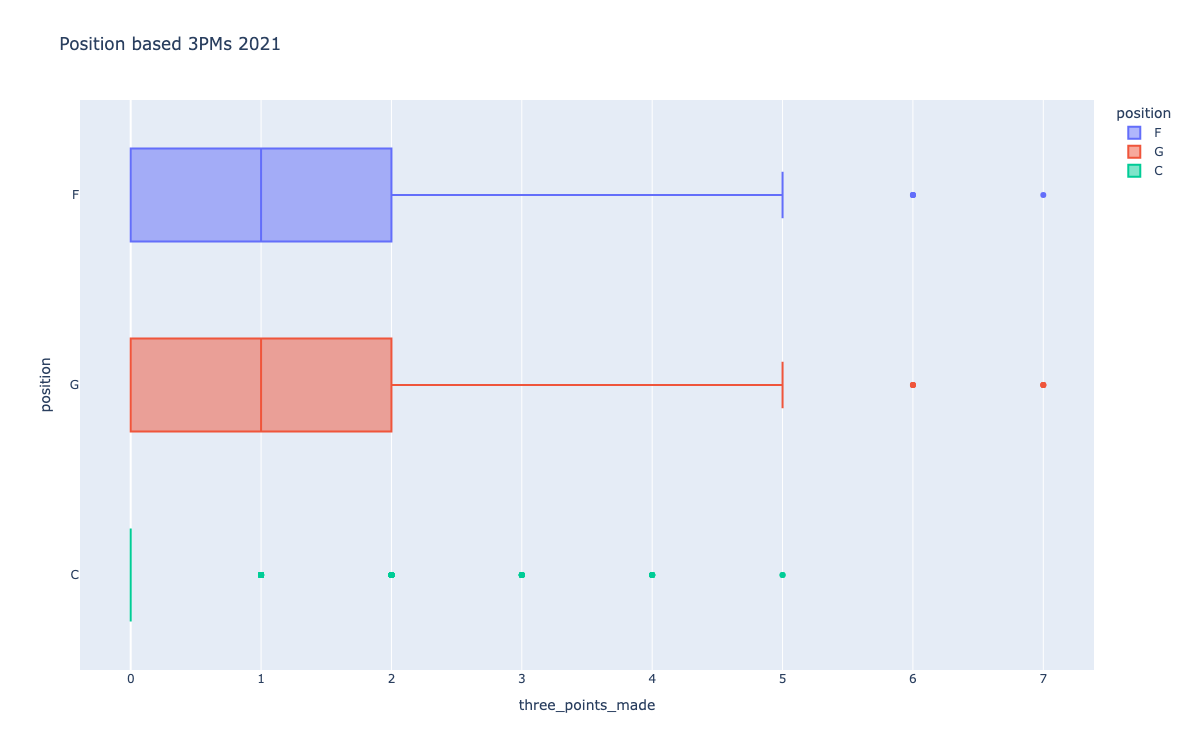 Position based 3PMs 2021
position
F
G
C
F
G
C
position
0 1 2 3 4 5 6 7
three_points_made